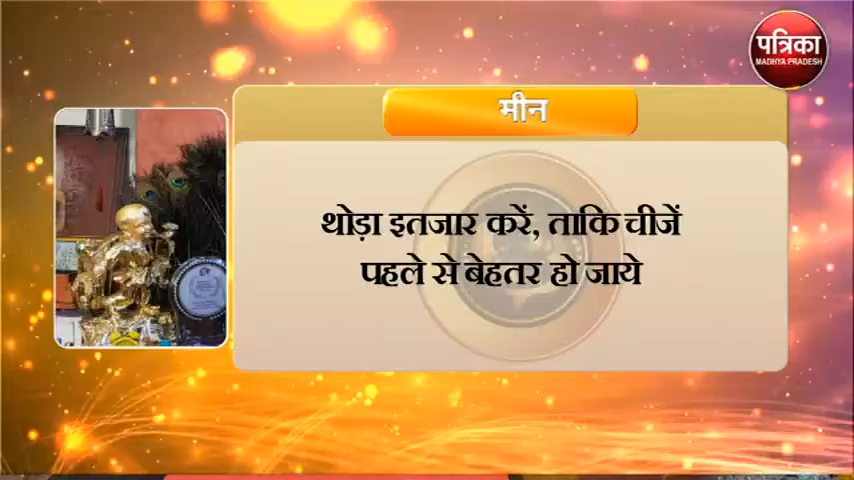 पत्रिका
MADHYA PRADESH
मीन
थोड़ा इतजार करें, ताकि चीजें
पहले से बेहतर हो जाये